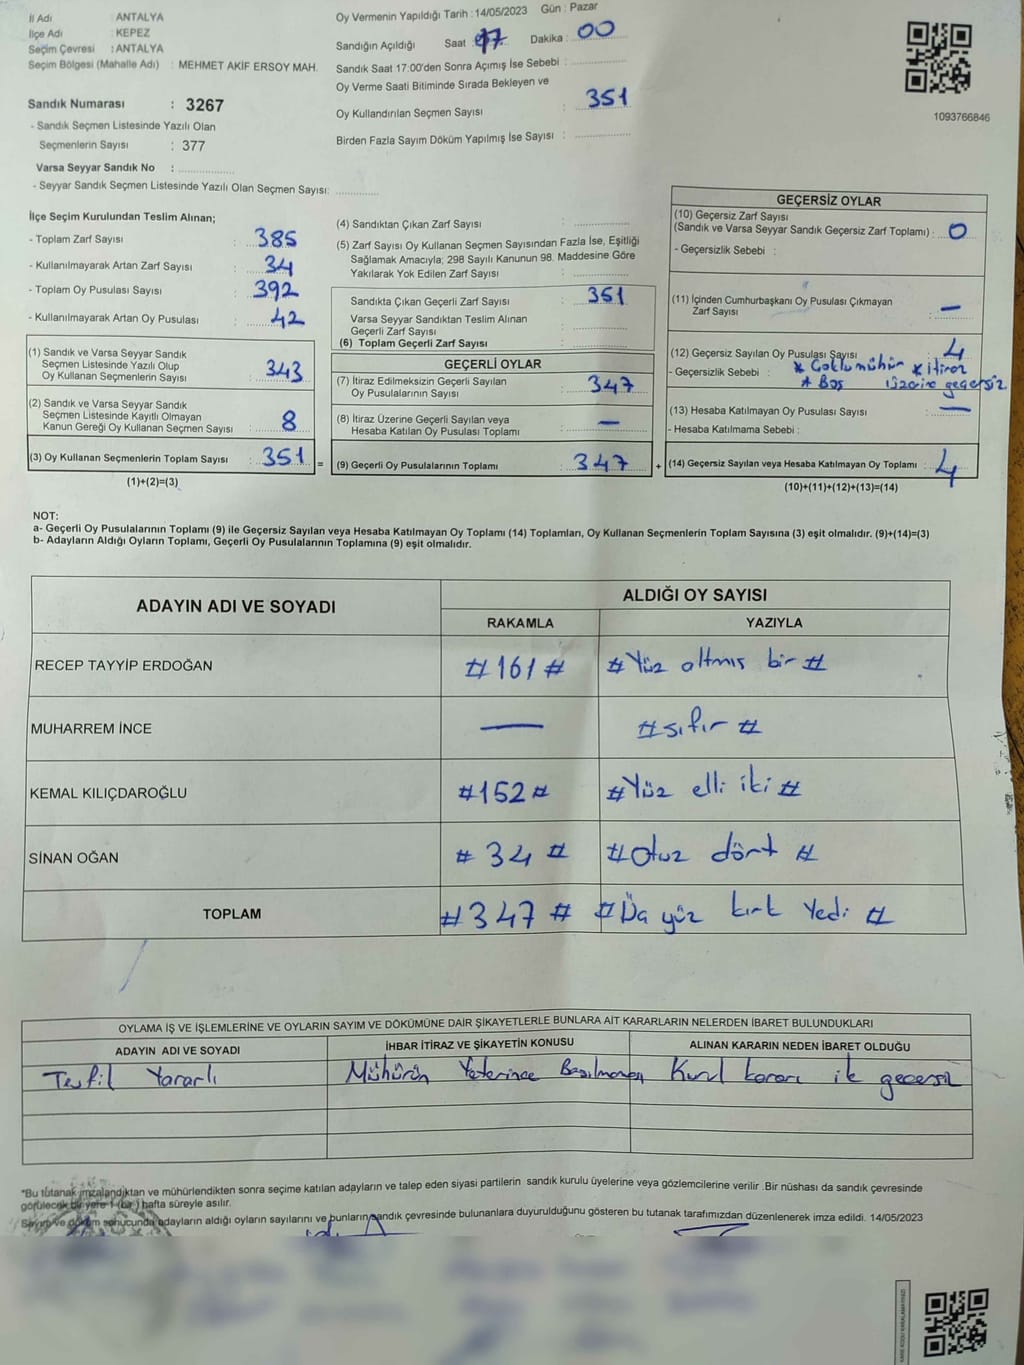 İl Adı : ANTALYA
İlçe Adı : KEPEZ
Seçim Çevresi : ANTALYA
Seçim Bölgesi (Mahalle Adı) : MEHMET AKİF ERSOY MAH.
Sandık Numarası : 3267
- Sandık Seçmen Listesinde Yazılı Olan
Seçmenlerin Sayısı : 377
Varsa Seyyar Sandık No :
- Seyyar Sandık Seçmen Listesinde Yazılı Olan Seçmen Sayısı:
Oy Vermenin Yapıldığı Tarih : 14/05/2023 Gün : Pazar
Sandığın Açıldığı Saat : 17 Dakika : 00
Sandık Saat 17:00'den Sonra Açımış İse Sebebi :
Oy Verme Saati Bitiminde Sırada Bekleyen ve
Oy Kullandırılan Seçmen Sayısı : 351
Birden Fazla Sayım Döküm Yapılmış İse Sayısı :
1093766846
İlçe Seçim Kurulundan Teslim Alınan;
- Toplam Zarf Sayısı : 385
- Kullanılmayarak Artan Zarf Sayısı : 34
- Toplam Oy Pusulası Sayısı : 392
- Kullanılmayarak Artan Oy Pusulası : 42
(1) Sandık ve Varsa Seyyar Sandık
Seçmen Listesinde Yazılı Olup
Oy Kullanan Seçmenlerin Sayısı : 343
(2) Sandık ve Varsa Seyyar Sandık
Seçmen Listesinde Kayıtlı Olmayan
Kanun Gereği Oy Kullanan Seçmen Sayısı : 8
(3) Oy Kullanan Seçmenlerin Toplam Sayısı : 351 =
(1)+(2)=(3)
(4) Sandıktan Çıkan Zarf Sayısı :
(5) Zarf Sayısı Oy Kullanan Seçmen Sayısından Fazla İse, Eşitliği
Sağlamak Amacıyla; 298 Sayılı Kanunun 98. Maddesine Göre
Yakılarak Yok Edilen Zarf Sayısı :
Sandıkta Çıkan Geçerli Zarf Sayısı : 351
Varsa Seyyar Sandıktan Teslim Alınan
Geçerli Zarf Sayısı :
(6) Toplam Geçerli Zarf Sayısı :
GEÇERLİ OYLAR
(7) İtiraz Edilmeksizin Geçerli Sayılan
Oy Pusulalarının Sayısı : 347
(8) İtiraz Üzerine Geçerli Sayılan veya
Hesaba Katılan Oy Pusulası Toplamı : —
(9) Geçerli Oy Pusulalarının Toplamı : 347 +
GEÇERSİZ OYLAR
(10) Geçersiz Zarf Sayısı
(Sandık ve Varsa Seyyar Sandık Geçersiz Zarf Toplamı) : 0
- Geçersizlik Sebebi :
(11) İçinden Cumhurbaşkanı Oy Pusulası Çıkmayan
Zarf Sayısı : —
(12) Geçersiz Sayılan Oy Pusulası Sayısı : 4
- Geçersizlik Sebebi : * Çoklu mühür * itiraz
* Boş üzerine geçersiz
(13) Hesaba Katılmayan Oy Pusulası Sayısı : —
- Hesaba Katılmama Sebebi :
(14) Geçersiz Sayılan veya Hesaba Katılmayan Oy Toplamı : 4
(10)+(11)+(12)+(13)=(14)
NOT:
a- Geçerli Oy Pusulalarının Toplamı (9) ile Geçersiz Sayılan veya Hesaba Katılmayan Oy Toplamı (14) Toplamları, Oy Kullanan Seçmenlerin Toplam Sayısına (3) eşit olmalıdır. (9)+(14)=(3)
b- Adayların Aldığı Oyların Toplamı, Geçerli Oy Pusulalarının Toplamına (9) eşit olmalıdır.
ADAYIN ADI VE SOYADI ALDIĞI OY SAYISI
RAKAMLA YAZIYLA
RECEP TAYYİP ERDOĞAN #161# #Yüz altmış bir#
MUHARREM İNCE — #sıfır#
KEMAL KILIÇDAROĞLU #152# #Yüz elli iki#
SİNAN OĞAN #34# #otuz dört#
TOPLAM #347# #Üç yüz kırk Yedi#
OYLAMA İŞ VE İŞLEMLERİNE VE OYLARIN SAYIM VE DÖKÜMÜNE DAİR ŞİKAYETLERLE BUNLARA AİT KARARLARIN NELERDEN İBARET BULUNDUKLARI
ADAYIN ADI VE SOYADI İHBAR İTİRAZ VE ŞİKAYETİN KONUSU ALINAN KARARIN NEDEN İBARET OLDUĞU
Yararlı Mühürün Yeterince Basılmaması Kurul kararı ile geçersiz
"Bu tutanak imzalandıktan ve mühürlendikten sonra seçime katılan adayların ve talep eden siyasi partilerin sandık kurulu üyelerine veya gözlemcilerine verilir .Bir nüshası da sandık çevresinde
görülecek bir yere 1 (bir) hafta süreyle asılır.
Sayım ve döküm sonucunda adayların aldığı oyların sayılarını ve bunların sandık çevresinde bulunanlara duyurulduğunu gösteren bu tutanak tarafımızdan düzenlenerek imza edildi. 14/05/2023